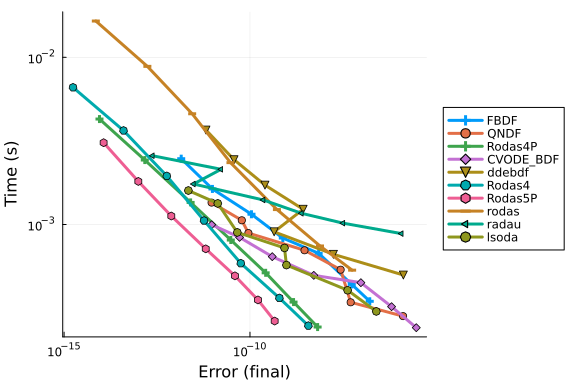 10⁻²
10⁻³
Time (s)
10⁻¹⁵
10⁻¹⁰
Error (final)
FBDF
QNDF
Rodas4P
CVODE_BDF
ddebdf
Rodas4
Rodas5P
rodas
radau
lsoda